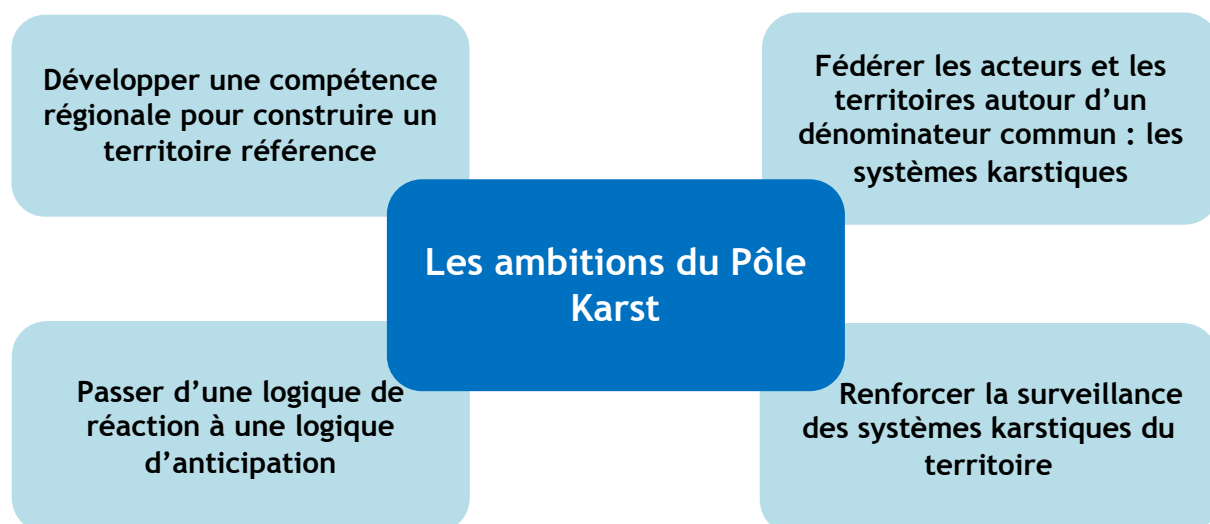 Développer une compétence
régionale pour construire un
territoire référence
Fédérer les acteurs et les
territoires autour d’un
dénominateur commun : les
systèmes karstiques
Les ambitions du Pôle
Karst
Passer d’une logique de
réaction à une logique
d’anticipation
Renforcer la surveillance
des systèmes karstiques du
territoire